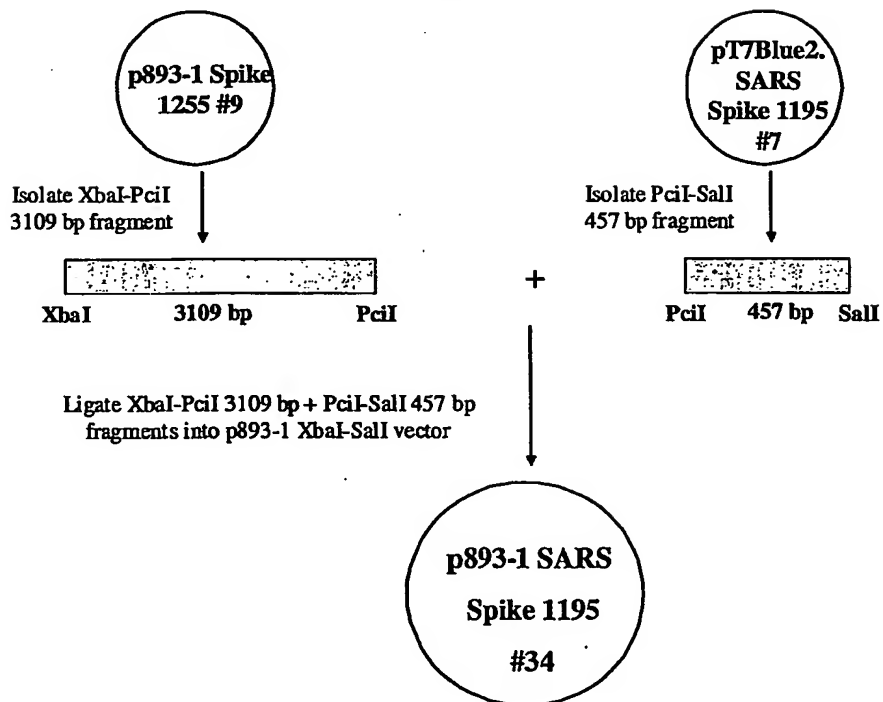 p893-1 Spike
1255 #9
pT7Blue2.
SARS
Spike 1195
#7
Isolate XbaI-PciI
3109 bp fragment
Isolate PciI-SalI
457 bp fragment
+
XbaI 3109 bp PciI
PciI 457 bp SalI
Ligate XbaI-PciI 3109 bp + PciI-SalI 457 bp
fragments into p893-1 XbaI-SalI vector
p893-1 SARS
Spike 1195
#34